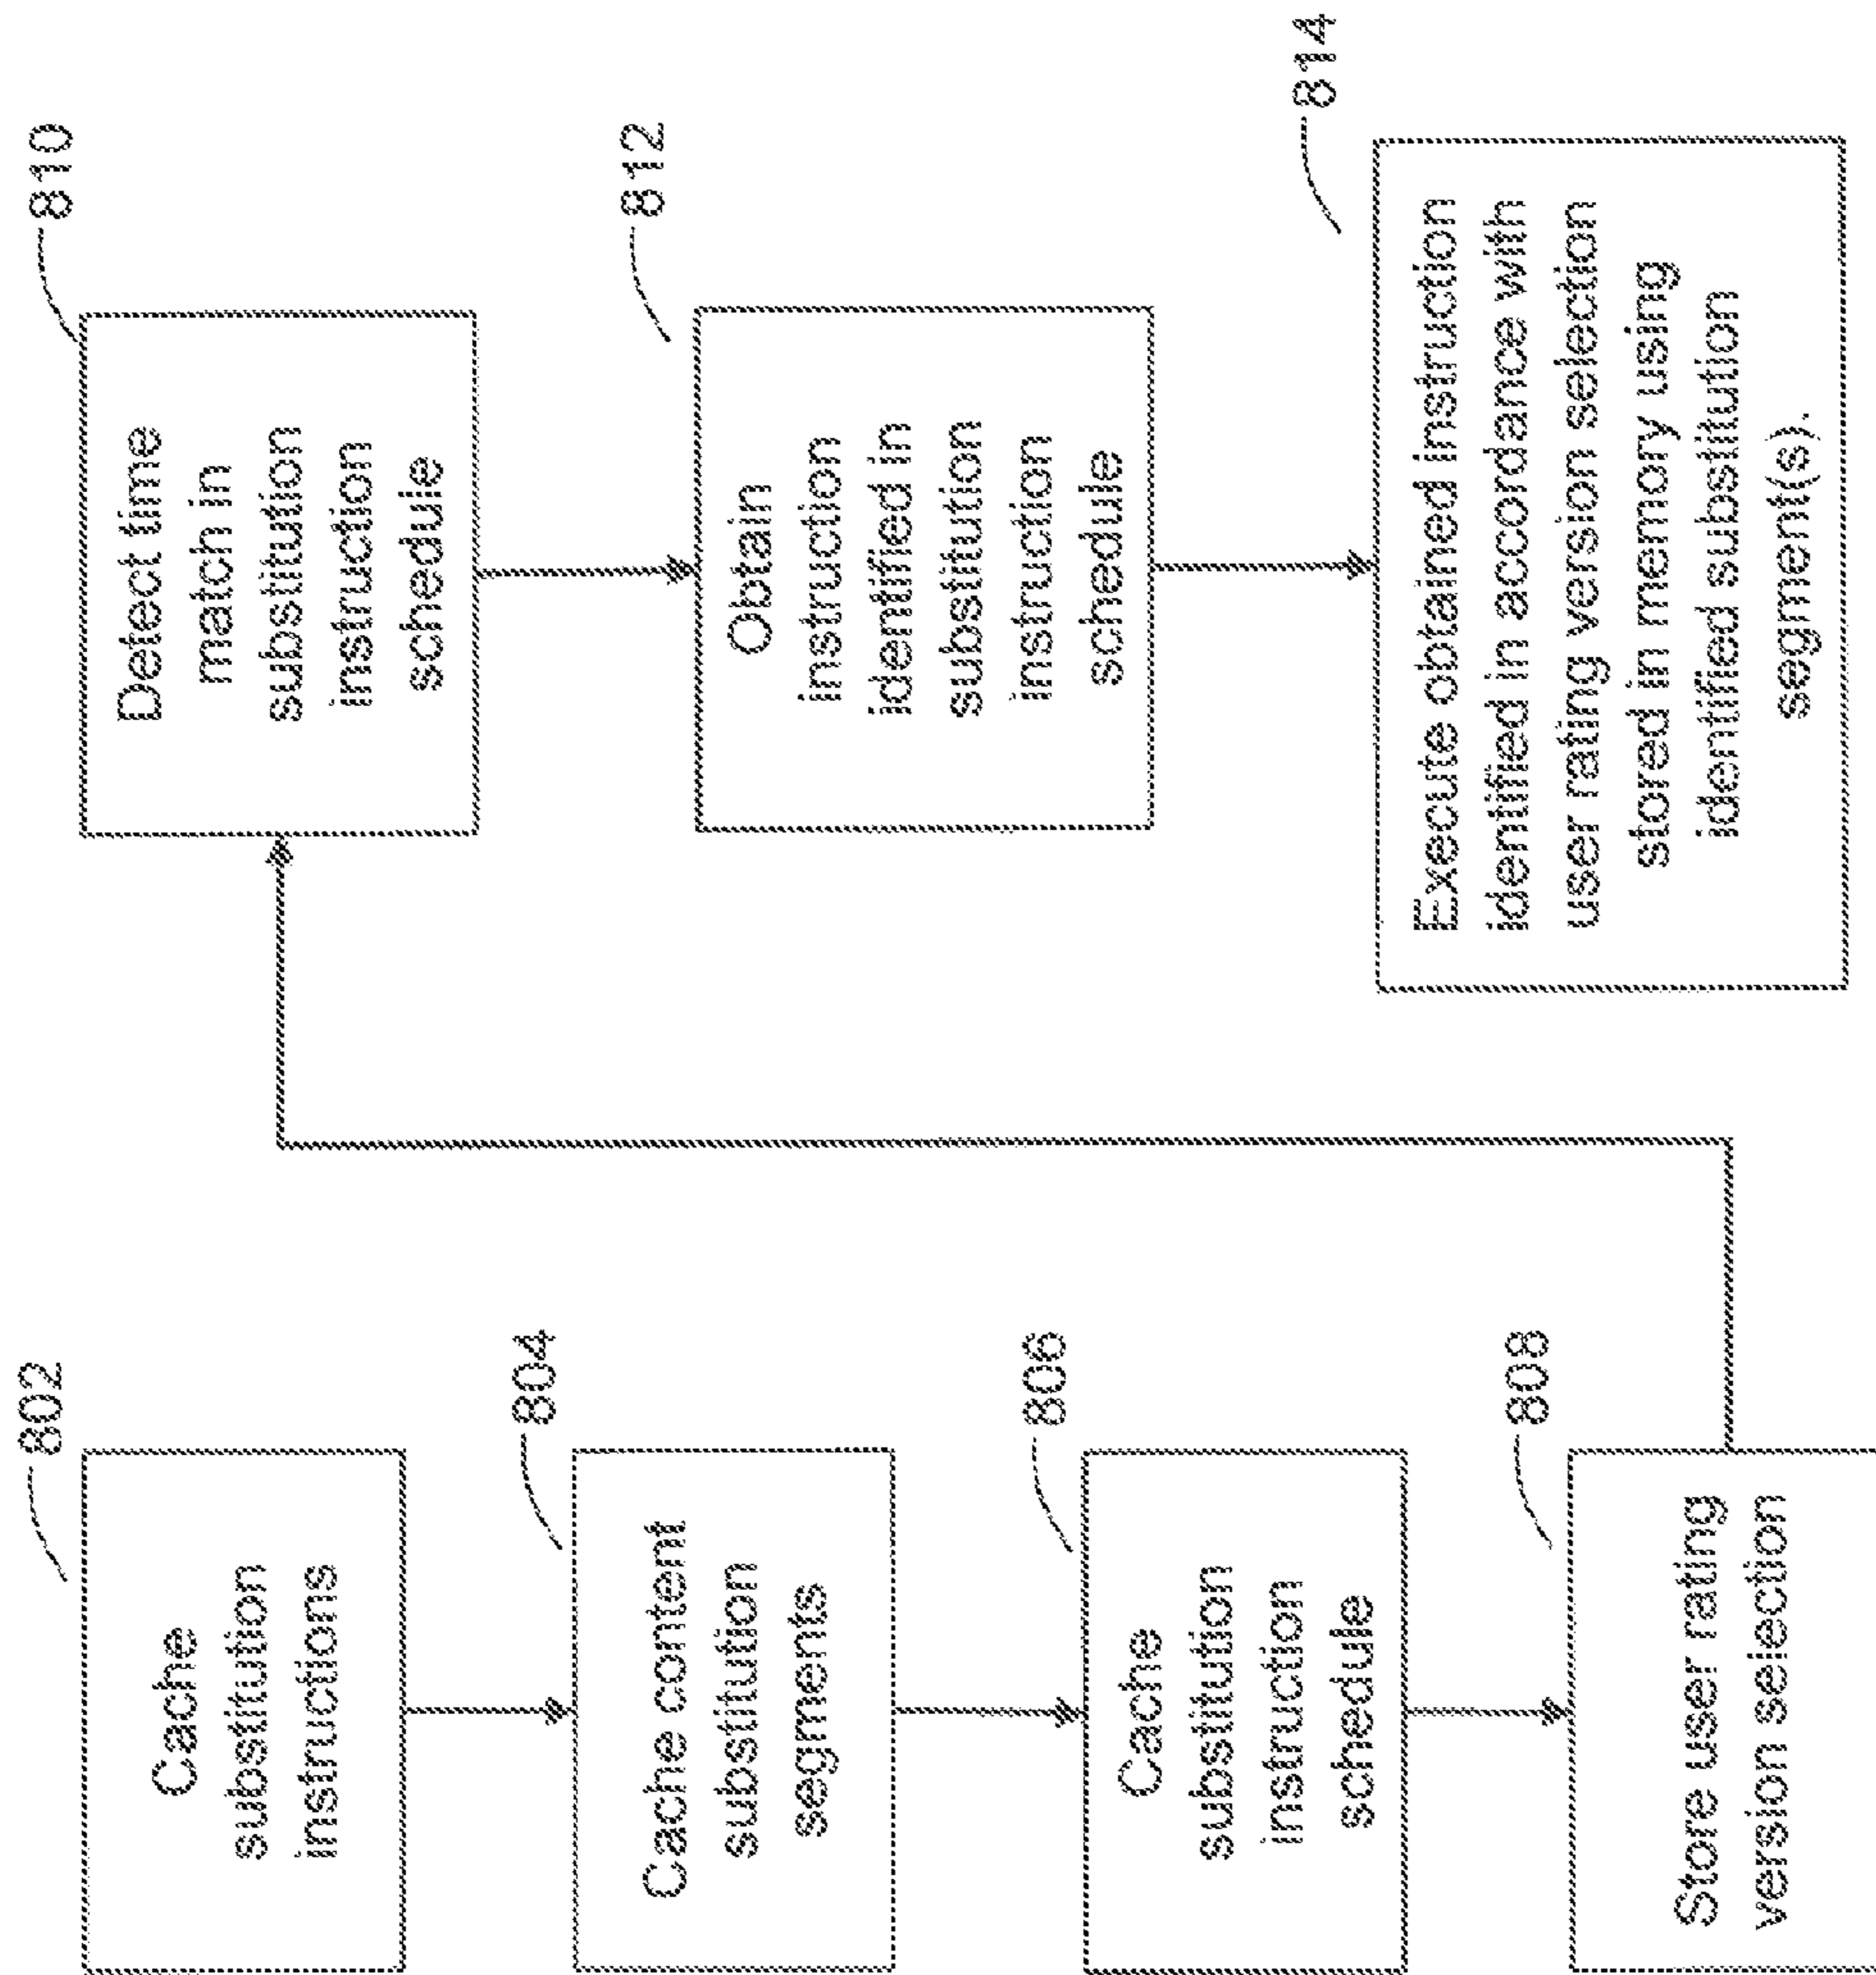 802
Cache
substitution
instructions
804
Cache content
substitution
segments
806
Cache
substitution
instruction
schedule
808
Store user rating
version selection
810
Detect time
match in
substitution
instruction
schedule
812
Obtain
instruction
identified in
substitution
instruction
schedule
814
Execute obtained instruction
identified in accordance with
user rating version selection
stored in memory using
identified substitution
segment(s).